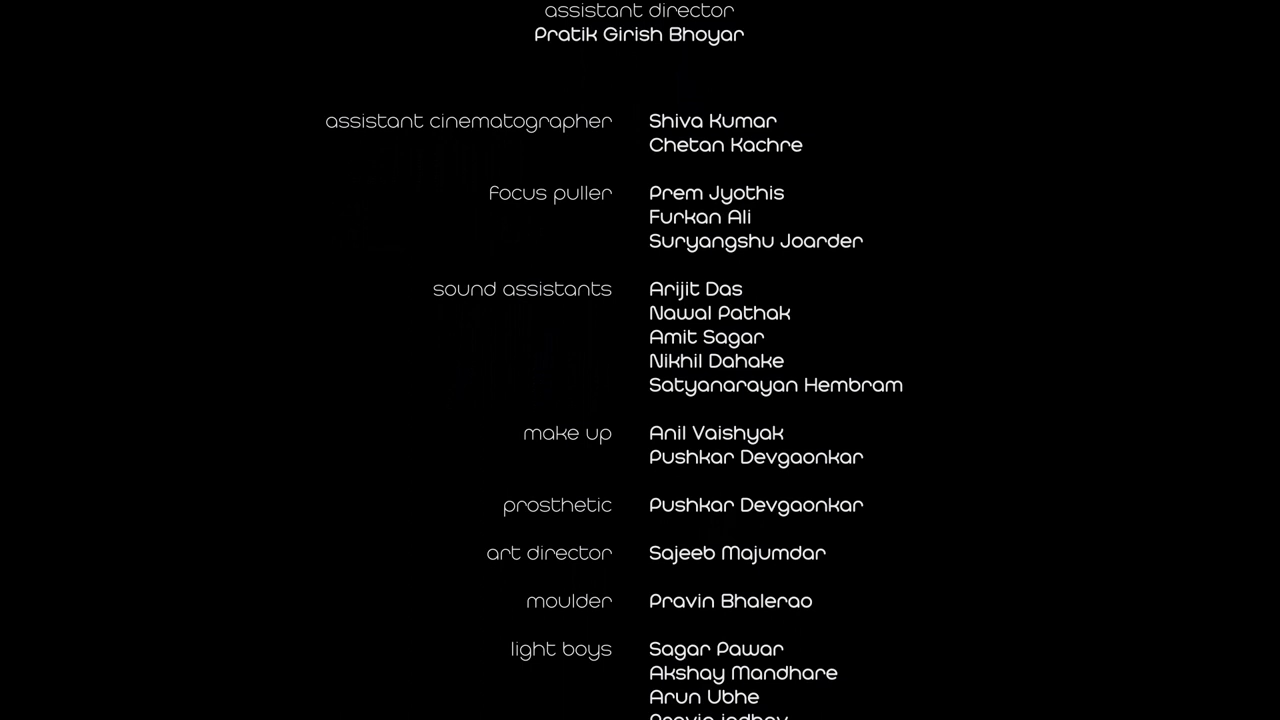 assistant director
Pratik Girish Bhoyar
assistant cinematographer Shiva Kumar
Chetan Kachre
focus puller Prem Jyothis
Furkan Ali
Suryangshu Joarder
sound assistants Arijit Das
Nawal Pathak
Amit Sagar
Nikhil Dahake
Satyanarayan Hembram
make up Anil Vaishyak
Pushkar Devgaonkar
prosthetic Pushkar Devgaonkar
art director Sajeeb Majumdar
moulder Pravin Bhalerao
light boys Sagar Pawar
Akshay Mandhare
Arun Ubhe